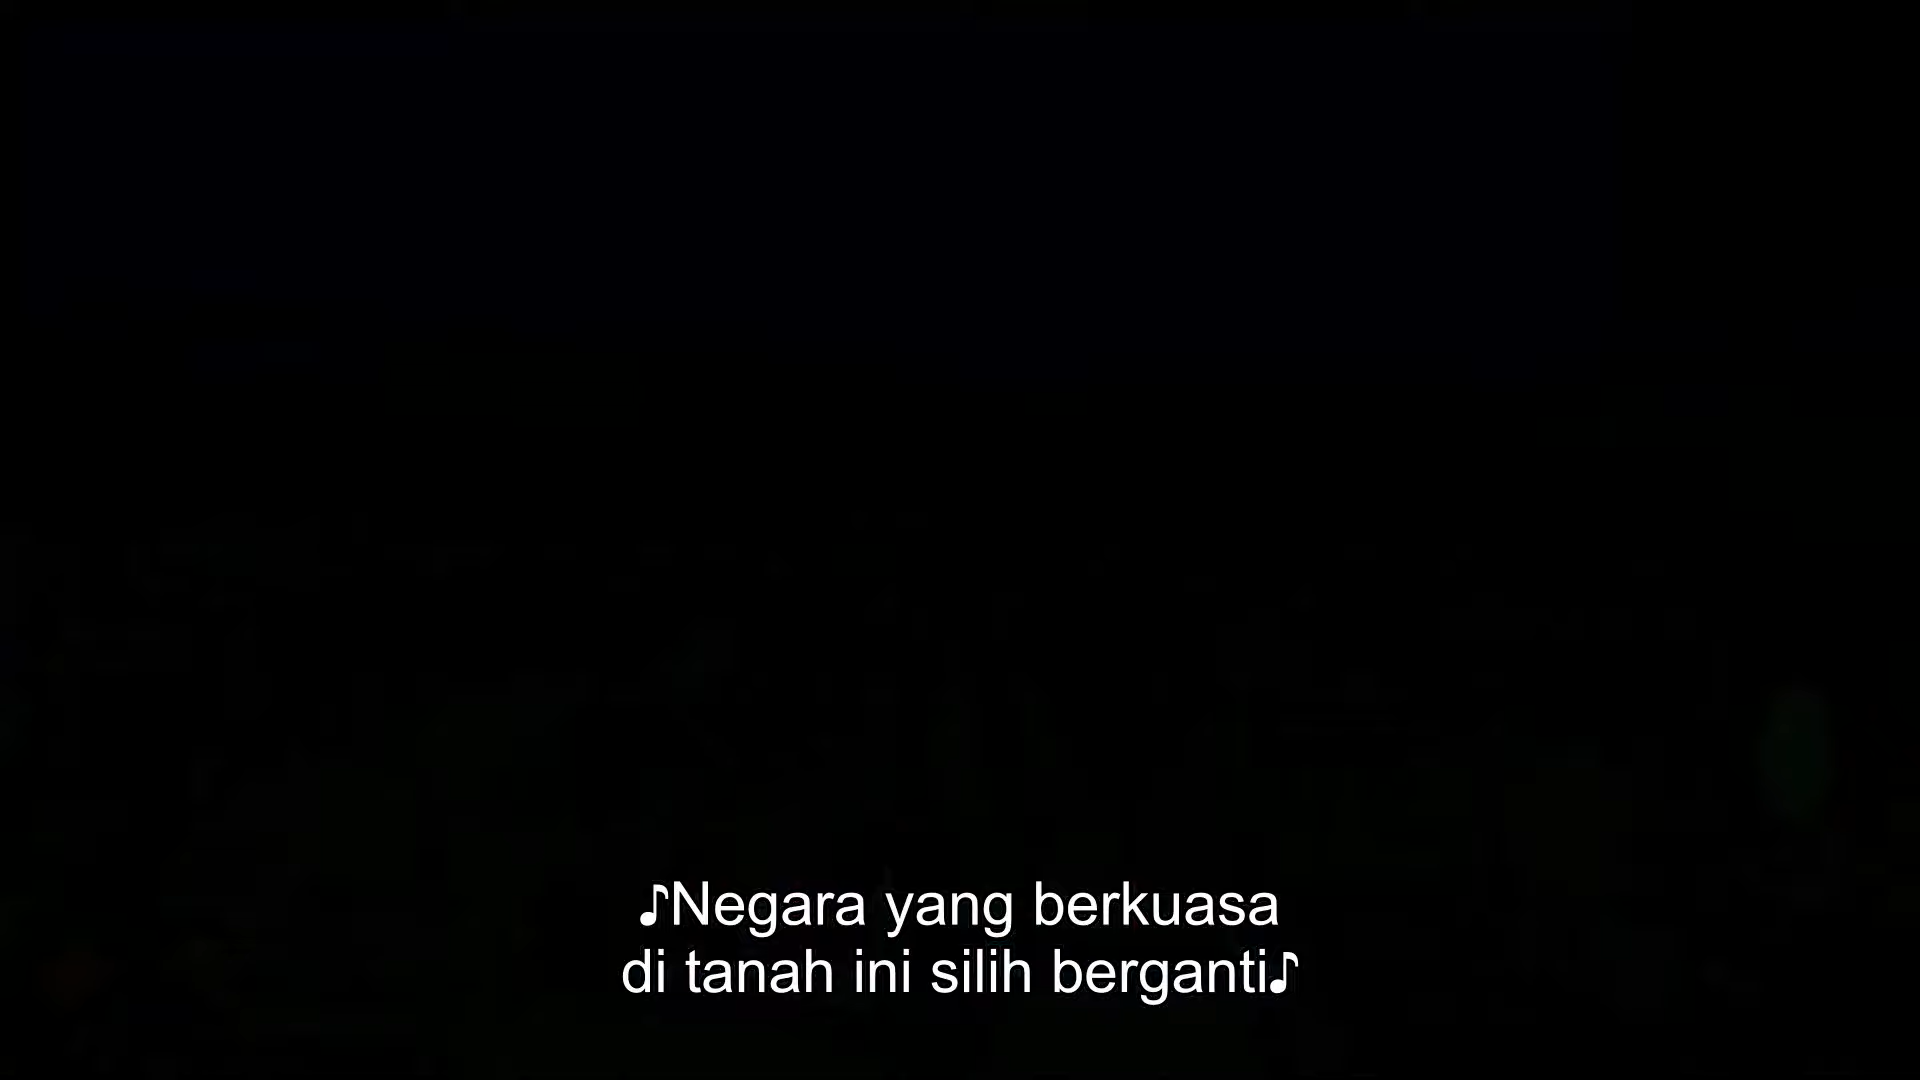 ♪Negara yang berkuasa
di tanah ini silih berganti♪